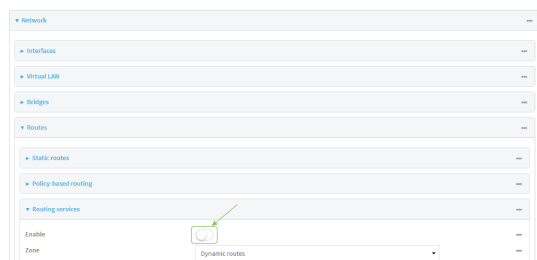 Network
Interfaces
Virtual LAN
Bridges
Routes
Static routes
Policy-based routing
Routing services
Enable
Zone Dynamic routes